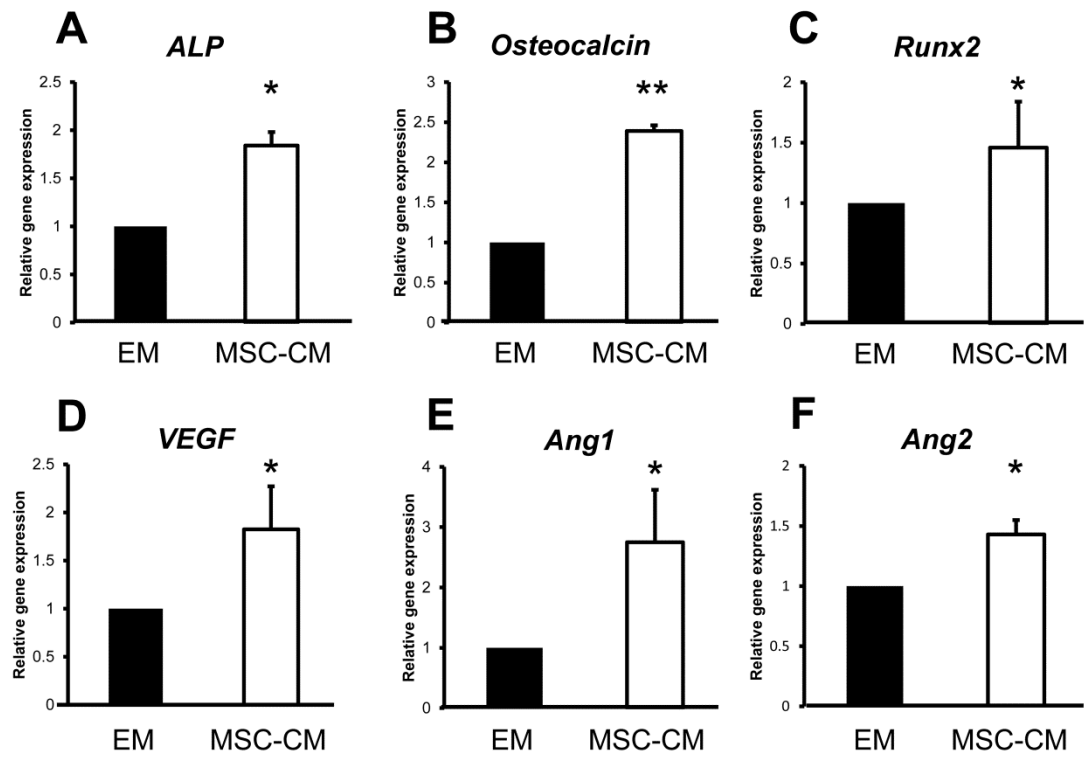 A
ALP
Relative gene expression
2.5
2
1.5
1
0.5
0
*
EM
MSC-CM
B
Osteocalcin
Relative gene expression
3
2.5
2
1.5
1
0.5
0
**
EM
MSC-CM
C
Runx2
Relative gene expression
2
1.5
1
0.5
0
*
EM
MSC-CM
D
VEGF
Relative gene expression
2.5
2
1.5
1
0.5
0
*
EM
MSC-CM
E
Ang1
Relative gene expression
4
3
2
1
0
*
EM
MSC-CM
F
Ang2
Relative gene expression
2
1.5
1
0.5
0
*
EM
MSC-CM